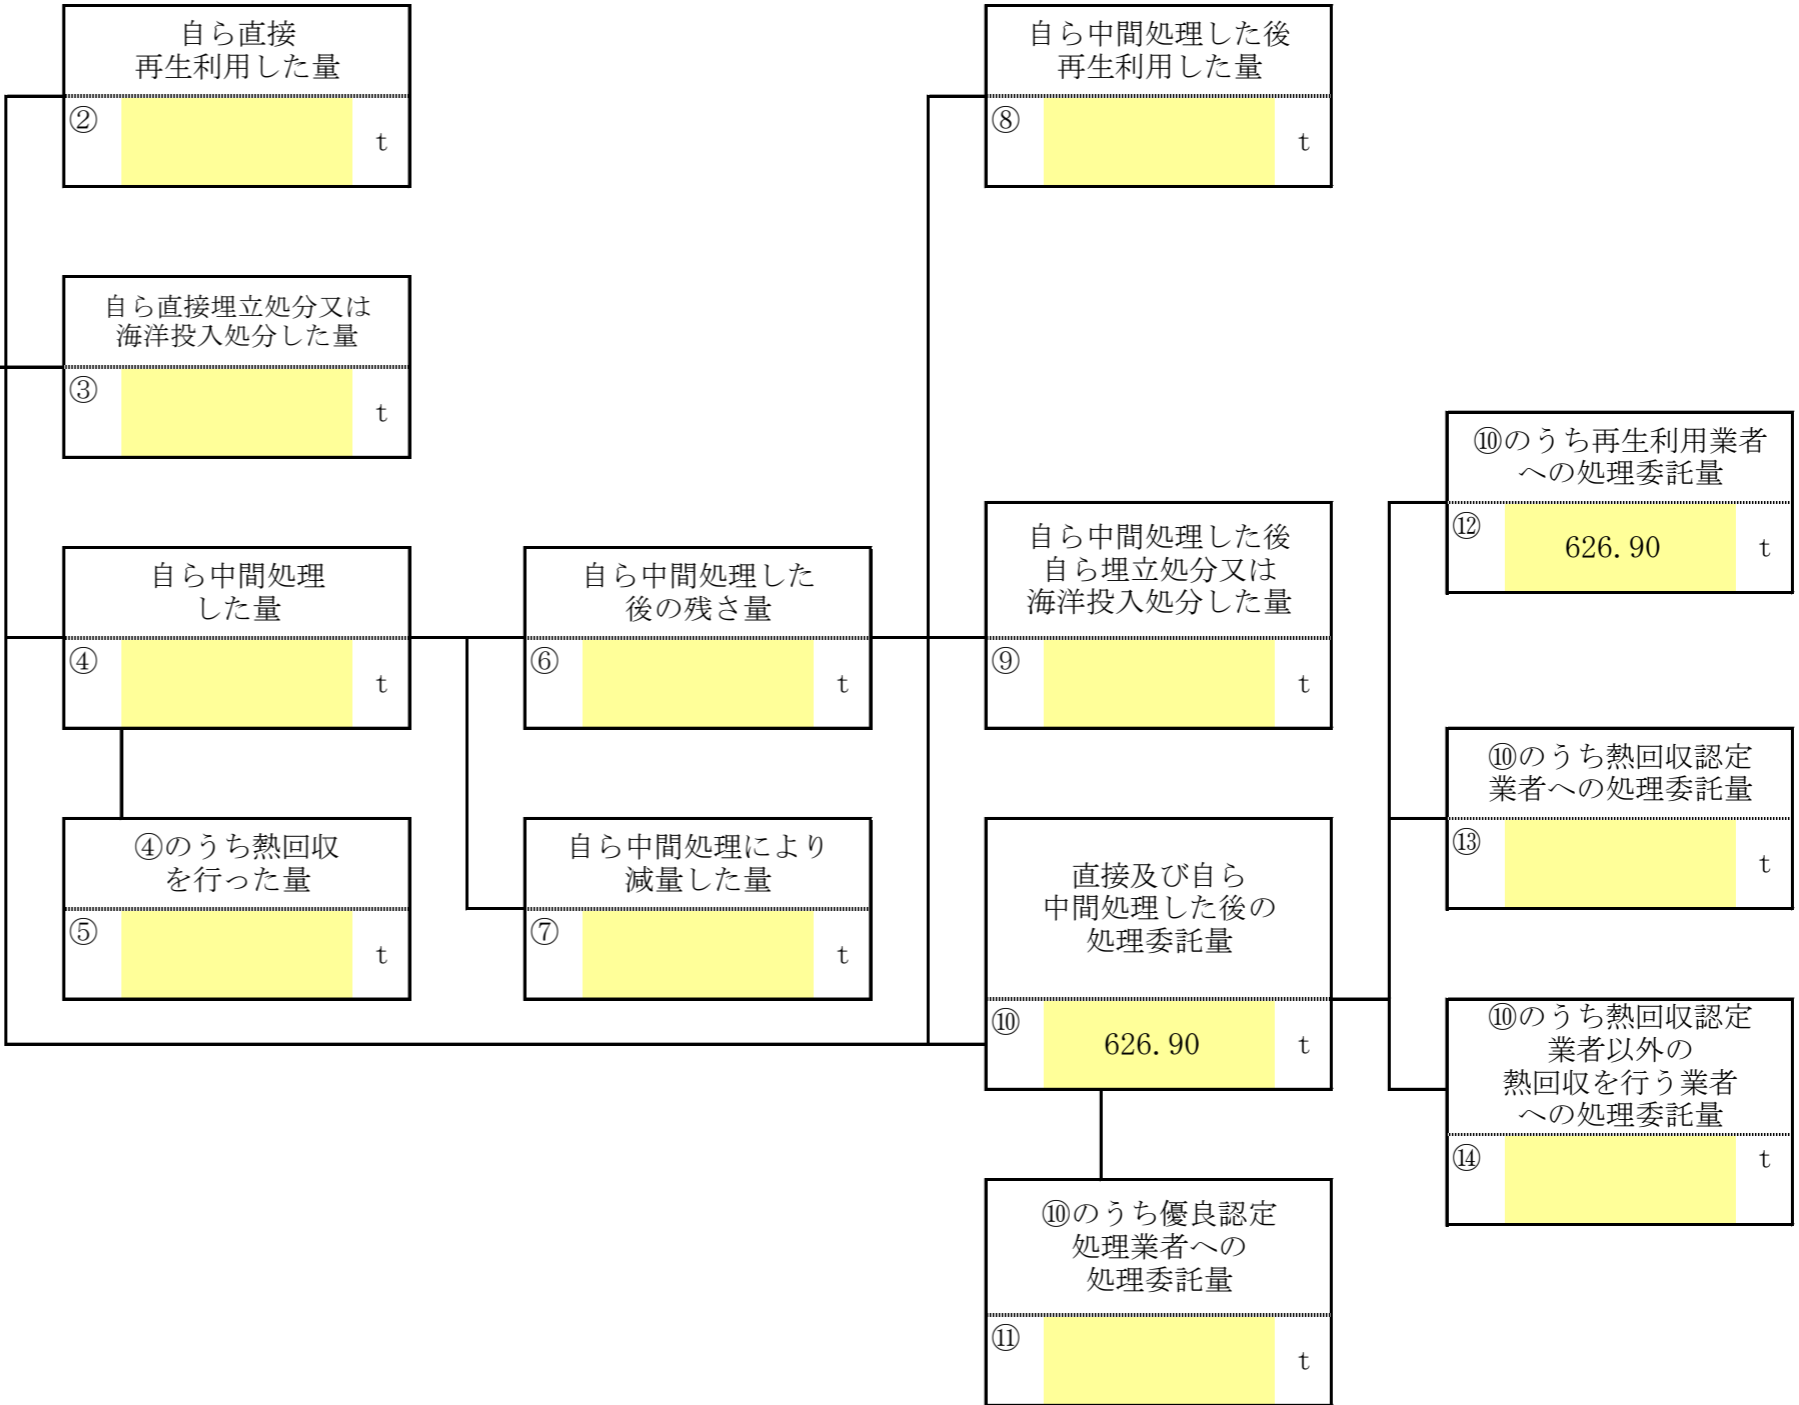 自ら直接
再生利用した量
②
t
自ら中間処理した後
再生利用した量
⑧
t
自ら直接埋立処分又は
海洋投入処分した量
③
t
⑩のうち再生利用業者
への処理委託量
⑫
626.90
t
自ら中間処理
した量
④
t
自ら中間処理した
後の残さ量
⑥
t
自ら中間処理した後
自ら埋立処分又は
海洋投入処分した量
⑨
t
⑩のうち熱回収認定
業者への処理委託量
⑬
t
④のうち熱回収
を行った量
⑤
t
自ら中間処理により
減量した量
⑦
t
直接及び自ら
中間処理した後の
処理委託量
⑩
626.90
t
⑩のうち熱回収認定
業者以外の
熱回収を行う業者
への処理委託量
⑭
t
⑩のうち優良認定
処理業者への
処理委託量
⑪
t